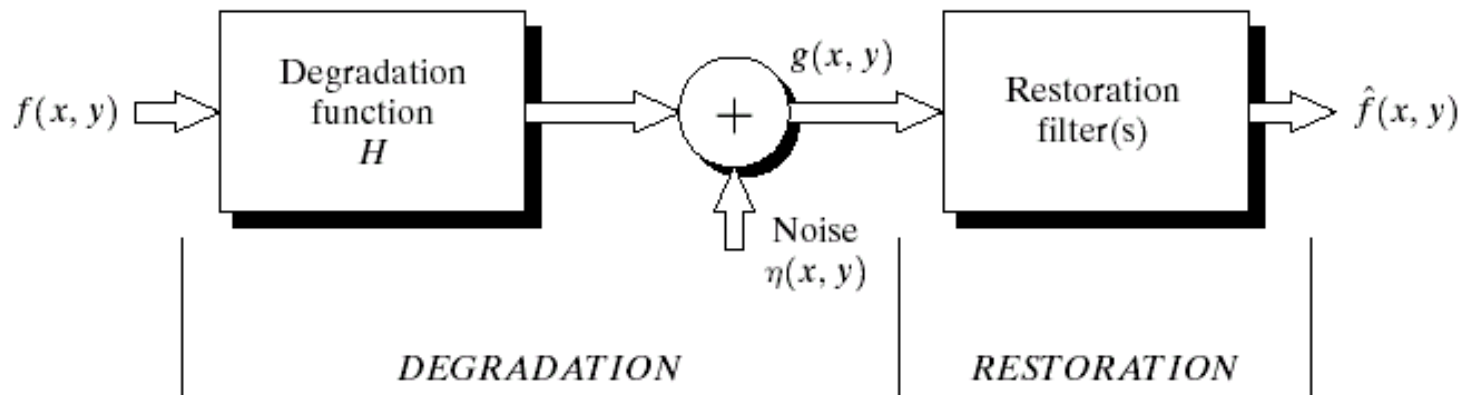 f(x, y)
Degradation
function
H
+
g(x, y)
Noise
η(x, y)
Restoration
filter(s)
f̂(x, y)
DEGRADATION
RESTORATION